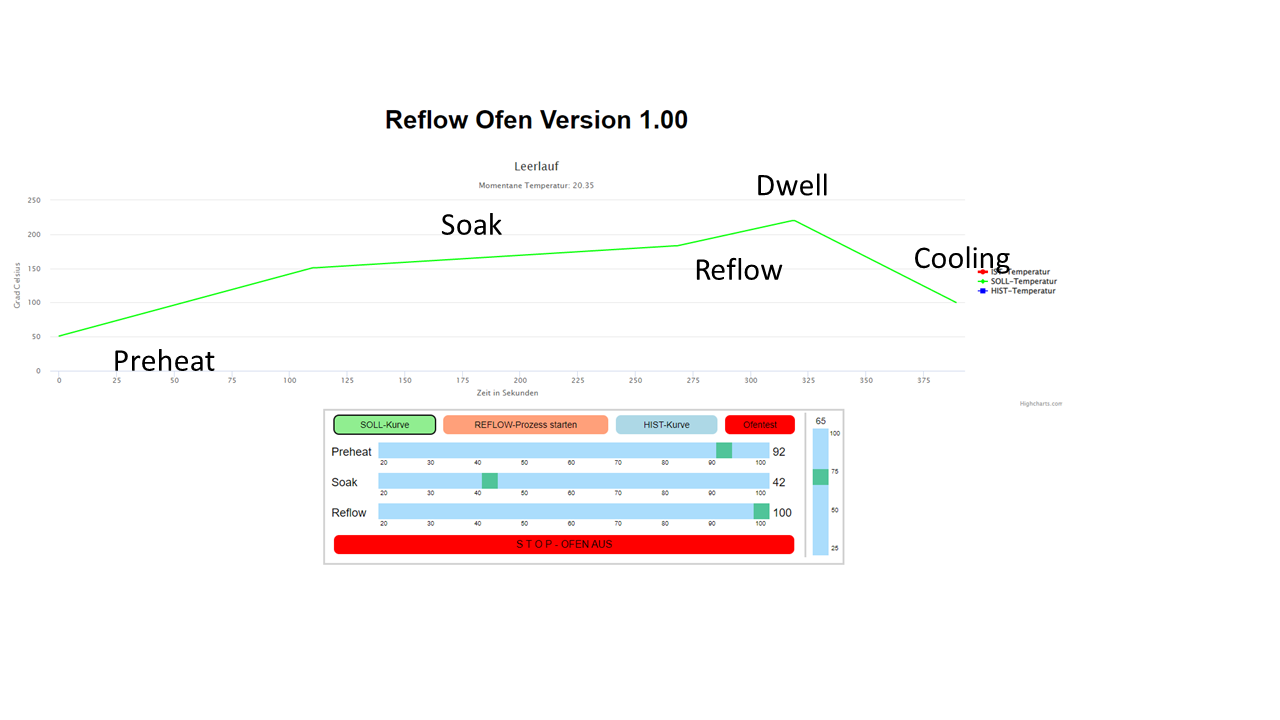 Reflow Ofen Version 1.00
Leerlauf
Momentane Temperatur: 20.35
Dwell
Soak
Reflow
Cooling
Preheat
Grad Celsius
250
200
150
100
50
0
0 25 50 75 100 125 150 175 200 225 250 275 300 325 350 375
Zeit in Sekunden
IST-Temperatur
SOLL-Temperatur
HIST-Temperatur
Highcharts.com
SOLL-Kurve REFLOW-Prozess starten HIST-Kurve Ofentest
Preheat 92
20 30 40 50 60 70 80 90 100
Soak 42
20 30 40 50 60 70 80 90 100
Reflow 100
20 30 40 50 60 70 80 90 100
S T O P - OFEN AUS
65
100
75
50
25